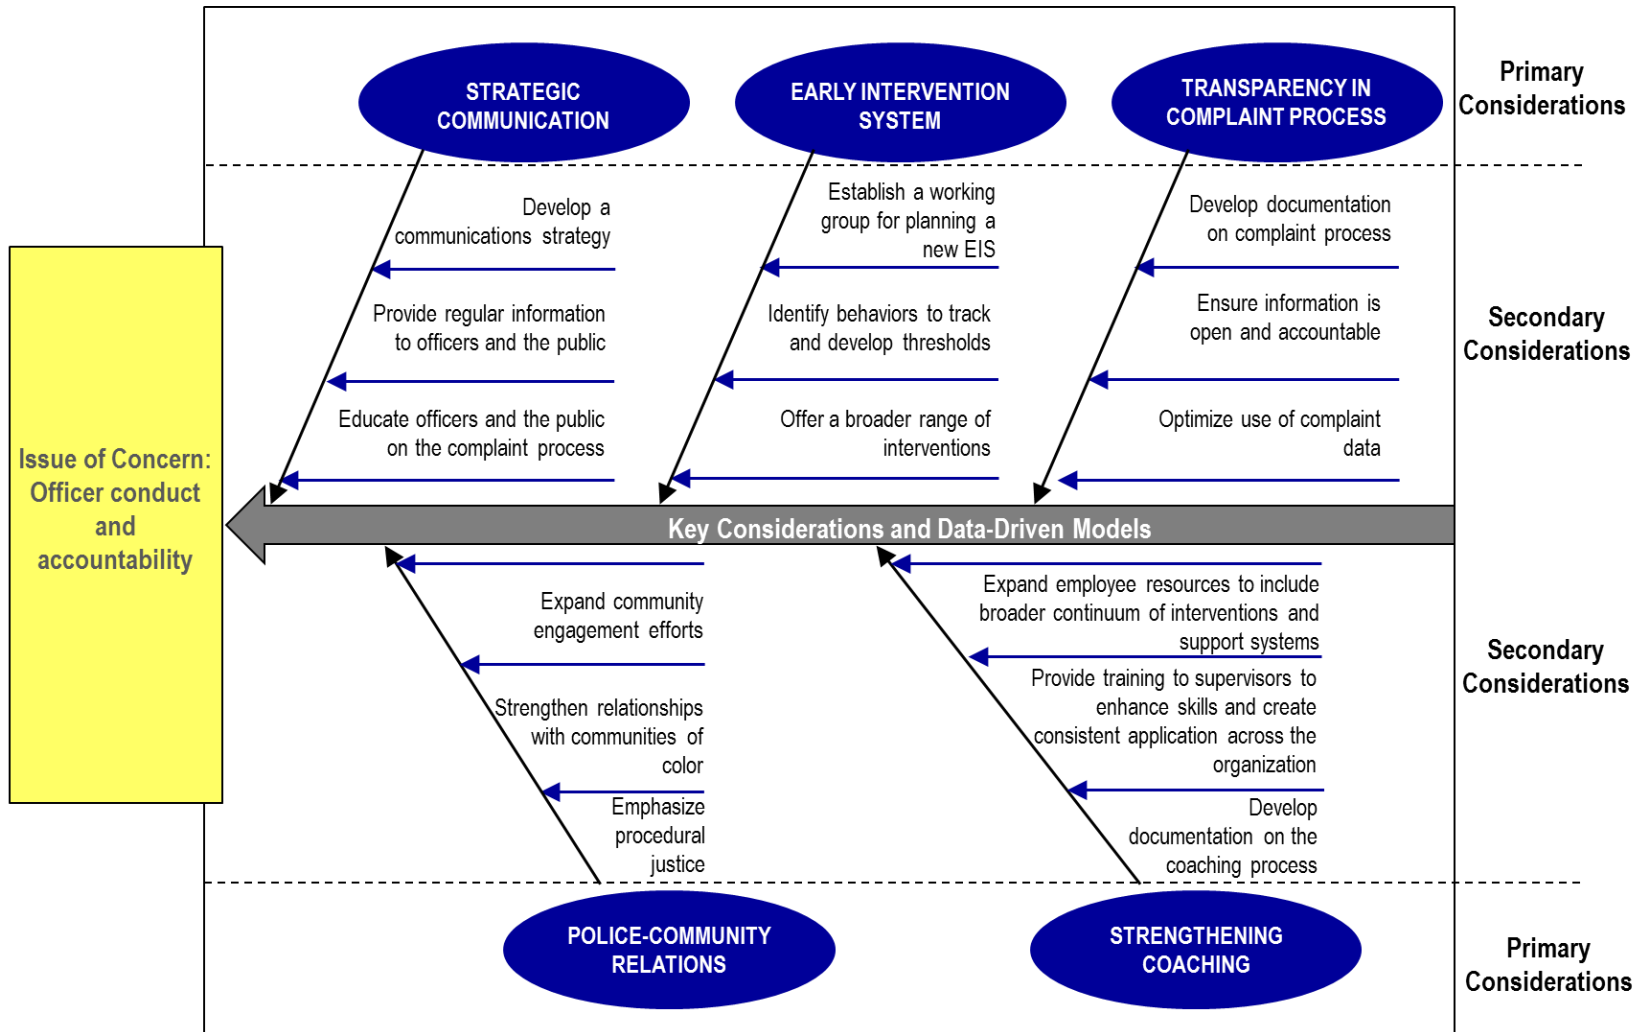 STRATEGIC
COMMUNICATION
EARLY INTERVENTION
SYSTEM
TRANSPARENCY IN
COMPLAINT PROCESS
Primary
Considerations
Develop a
communications strategy
Provide regular information
to officers and the public
Educate officers and the public
on the complaint process
Establish a working
group for planning a
new EIS
Identify behaviors to track
and develop thresholds
Offer a broader range of
interventions
Develop documentation
on complaint process
Ensure information is
open and accountable
Optimize use of complaint
data
Secondary
Considerations
Issue of Concern:
Officer conduct
and
accountability
Key Considerations and Data-Driven Models
Expand community
engagement efforts
Strengthen relationships
with communities of
color
Emphasize
procedural
justice
Expand employee resources to include
broader continuum of interventions and
support systems
Provide training to supervisors to
enhance skills and create
consistent application across the
organization
Develop
documentation on the
coaching process
Secondary
Considerations
POLICE-COMMUNITY
RELATIONS
STRENGTHENING
COACHING
Primary
Considerations